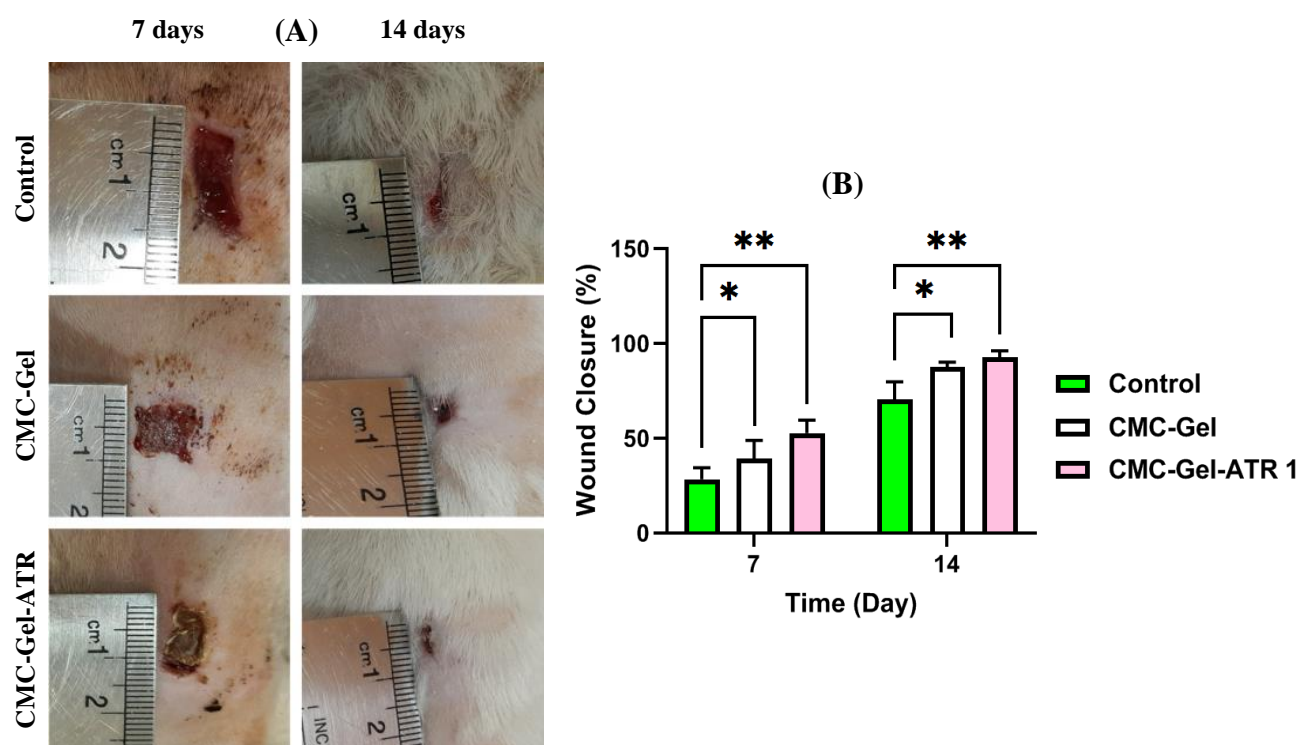 7 days (A) 14 days
Control
cm 1
2
cm 1
CMC-Gel
cm 1
2
cm 1
2
CMC-Gel-ATR
cm 1
2
cm 1
2
INC
(B)
Wound Closure (%)
150
100
50
0
** **
* *
7 14
Time (Day)
Control
CMC-Gel
CMC-Gel-ATR 1